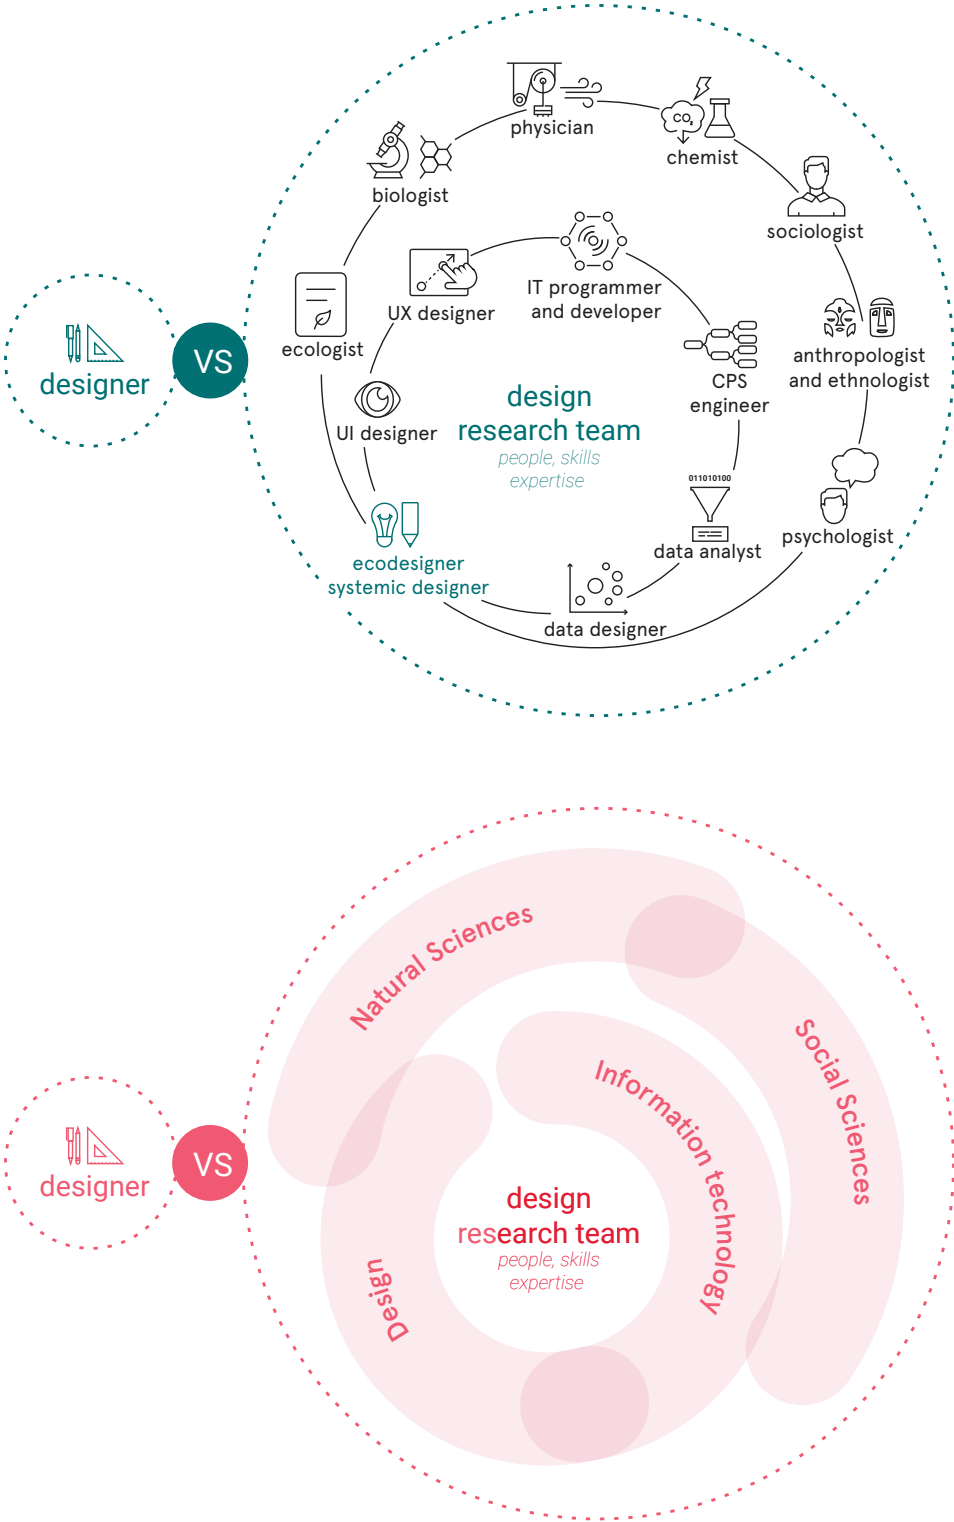 physician
CO2
chemist
biologist
sociologist
IT programmer
and developer
UX designer
ecologist
anthropologist
and ethnologist
VS
designer
CPS
engineer
design
research team
people, skills
expertise
UI designer
011010100
data analyst
psychologist
ecodesigner
systemic designer
data designer
Natural Sciences
Social Sciences
Information technology
VS
designer
design
research team
people, skills
expertise
Design